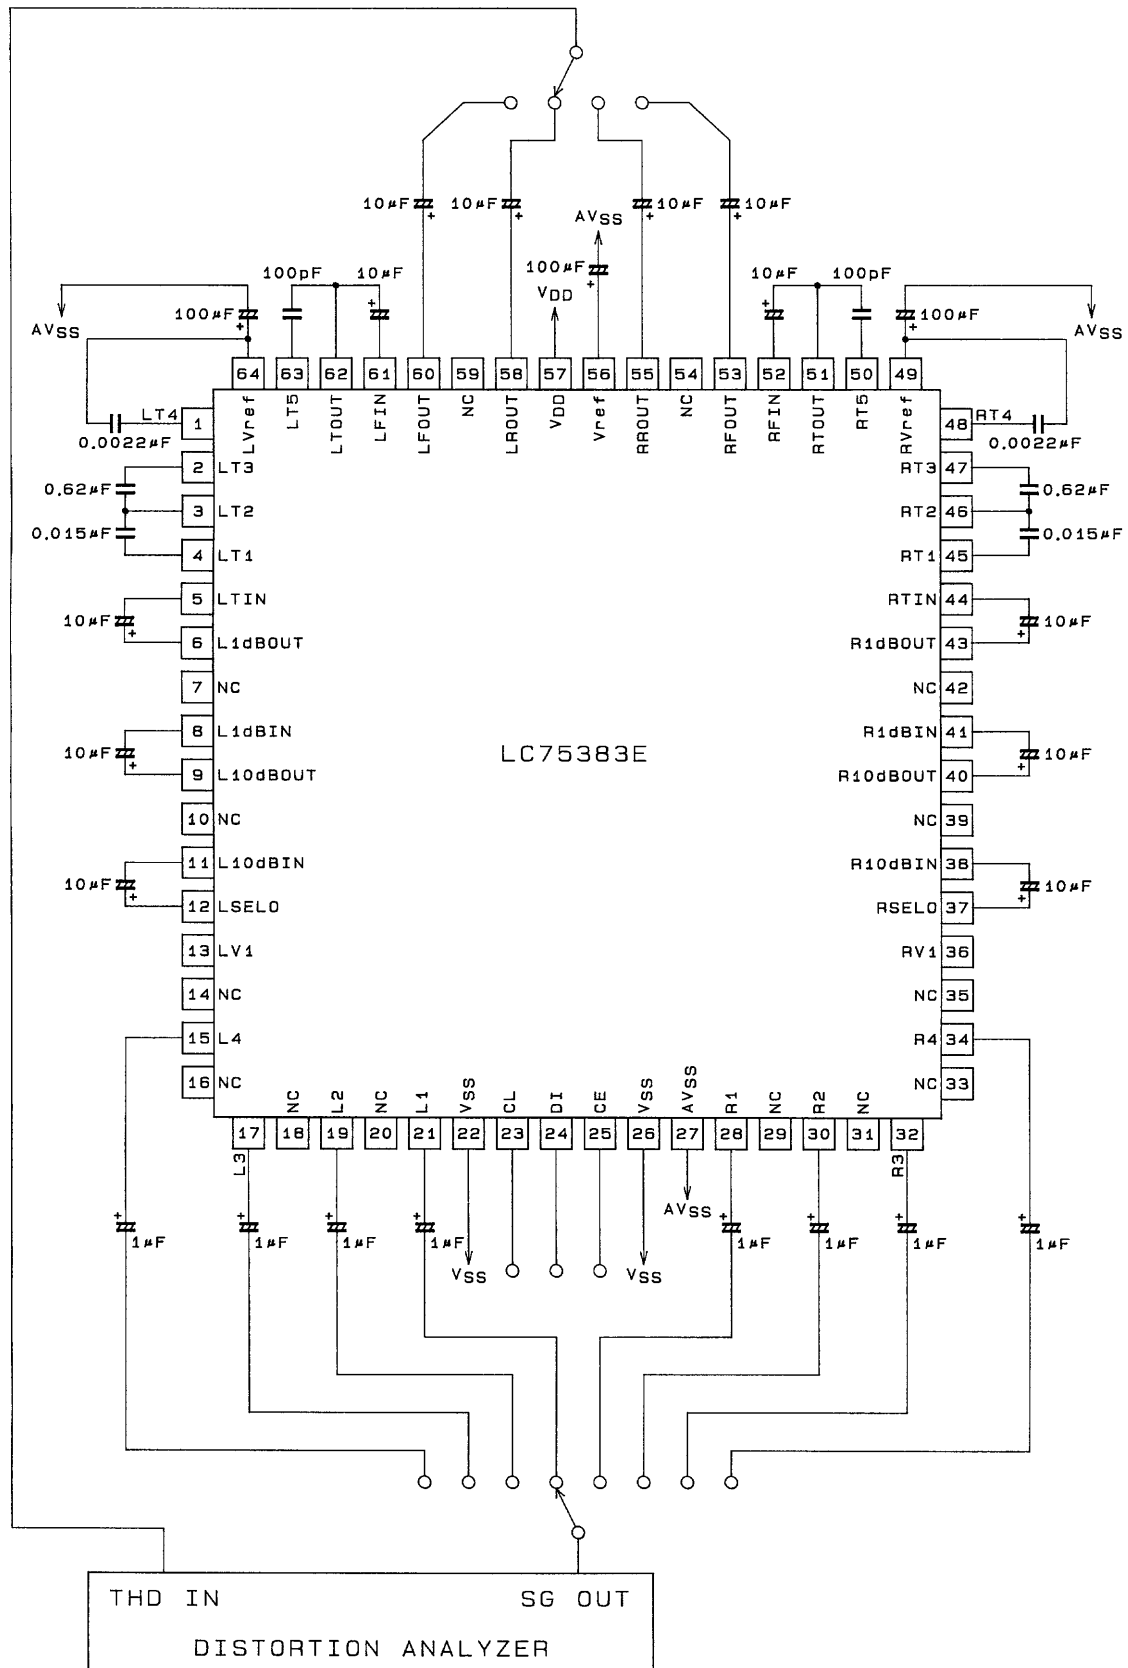 10μF 10μF 10μF 10μF
AVSS
100pF 10μF 100μF 10μF 100pF
VDD
AVSS 100μF 100μF AVSS
64 63 62 61 60 59 58 57 56 55 54 53 52 51 50 49
LVref LT5 LTOUT LFIN LFOUT NC LROUT VDD Vref RROUT NC RFOUT RFIN RTOUT RT5 RVref
LT4 1 48 RT4
0.0022μF 0.0022μF
2 LT3 RT3 47
0.62μF 0.62μF
3 LT2 RT2 46
0.015μF 0.015μF
4 LT1 RT1 45
5 LTIN RTIN 44
10μF 10μF
6 L1dBOUT R1dBOUT 43
7 NC NC 42
8 L1dBIN R1dBIN 41
10μF LC75383E 10μF
9 L10dBOUT R10dBOUT 40
10 NC NC 39
11 L10dBIN R10dBIN 38
10μF 10μF
12 LSELO RSELO 37
13 LV1 RV1 36
14 NC NC 35
15 L4 R4 34
16 NC NC 33
NC L2 NC L1 VSS CL DI CE VSS AVSS R1 NC R2 NC
17 18 19 20 21 22 23 24 25 26 27 28 29 30 31 32
L3 R3
AVSS
1μF 1μF 1μF 1μF 1μF 1μF 1μF 1μF
VSS VSS
THD IN SG OUT
DISTORTION ANALYZER